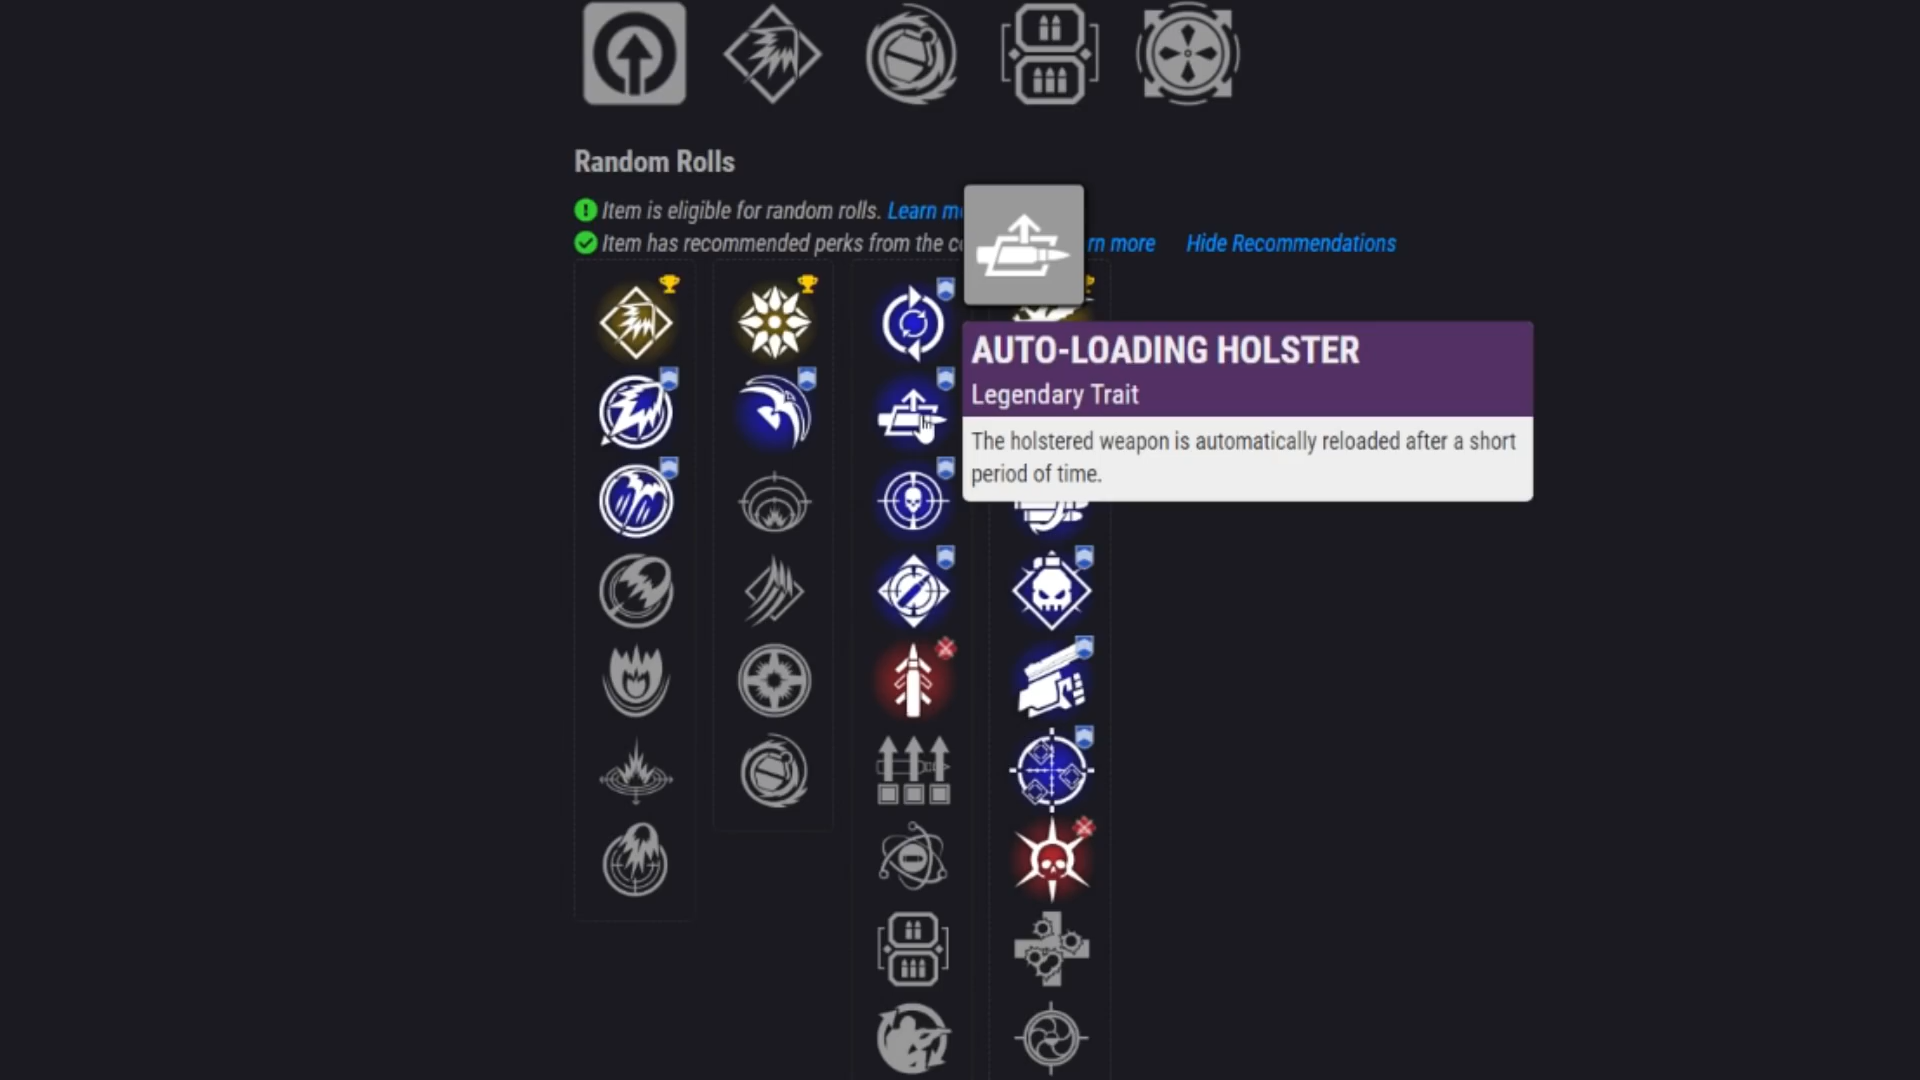 Random Rolls
Item is eligible for random rolls. Learn m
Item has recommended perks from the c rn more Hide Recommendations
AUTO-LOADING HOLSTER
Legendary Trait
The holstered weapon is automatically reloaded after a short
period of time.